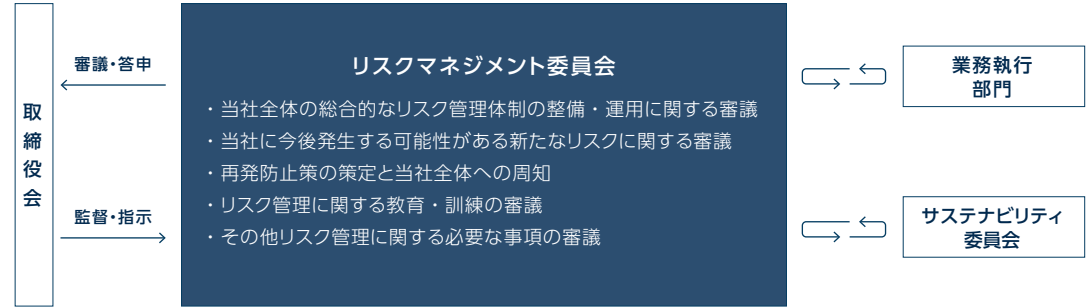 取締役会
審議・答申
監督・指示
リスクマネジメント委員会
・当社全体の総合的なリスク管理体制の整備・運用に関する審議
・当社に今後発生する可能性がある新たなリスクに関する審議
・再発防止策の策定と当社全体への周知
・リスク管理に関する教育・訓練の審議
・その他リスク管理に関する必要な事項の審議
業務執行
部門
サステナビリティ
委員会